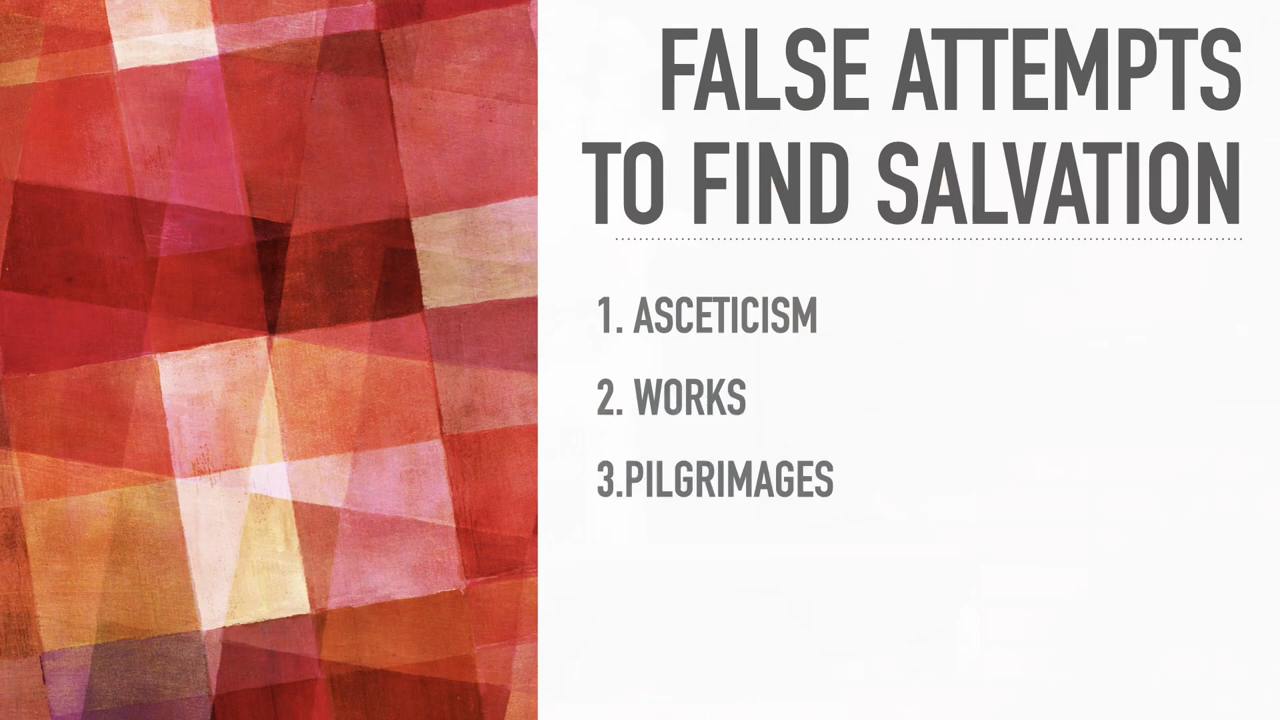 FALSE ATTEMPTS
TO FIND SALVATION
1. ASCETICISM
2. WORKS
3.PILGRIMAGES